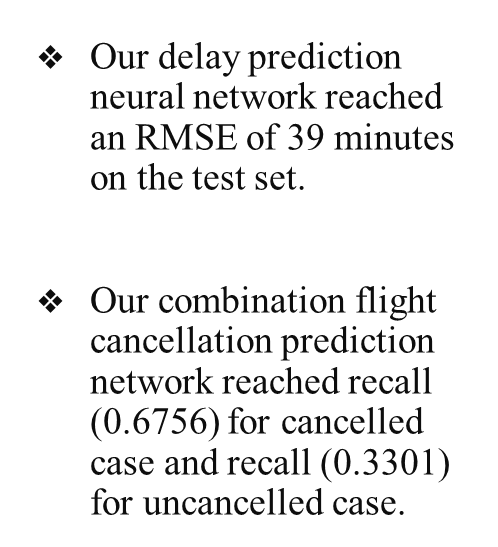 ❖ Our delay prediction
neural network reached
an RMSE of 39 minutes
on the test set.
❖ Our combination flight
cancellation prediction
network reached recall
(0.6756) for cancelled
case and recall (0.3301)
for uncancelled case.